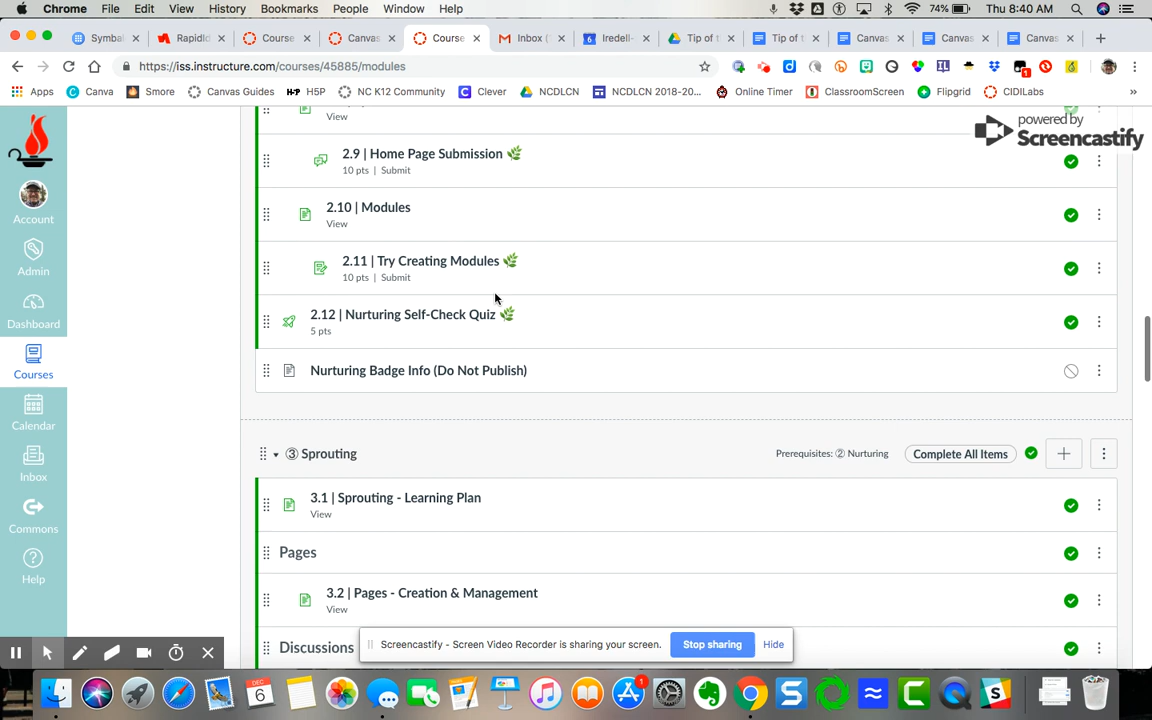 Chrome File Edit View History Bookmarks People Window Help 74% Thu 8:40 AM
Symbal RapidId Course Canvas Course Inbox ( Iredell- Tip of t Tip of t Canvas Canvas Canvas
https://iss.instructure.com/courses/45885/modules
Apps Canva Smore Canvas Guides H-P H5P NC K12 Community Clever NCDLCN NCDLCN 2018-20... Online Timer ClassroomScreen Flipgrid CIDILabs »
powered by
Screencastify
View
2.9 | Home Page Submission
10 pts | Submit
2.10 | Modules
View
2.11 | Try Creating Modules
10 pts | Submit
2.12 | Nurturing Self-Check Quiz
5 pts
Nurturing Badge Info (Do Not Publish)
③ Sprouting Prerequisites: ② Nurturing Complete All Items
3.1 | Sprouting - Learning Plan
View
Pages
3.2 | Pages - Creation & Management
View
Discussions
Account
Admin
Dashboard
Courses
Calendar
Inbox
Commons
Help
Screencastify - Screen Video Recorder is sharing your screen. Stop sharing Hide